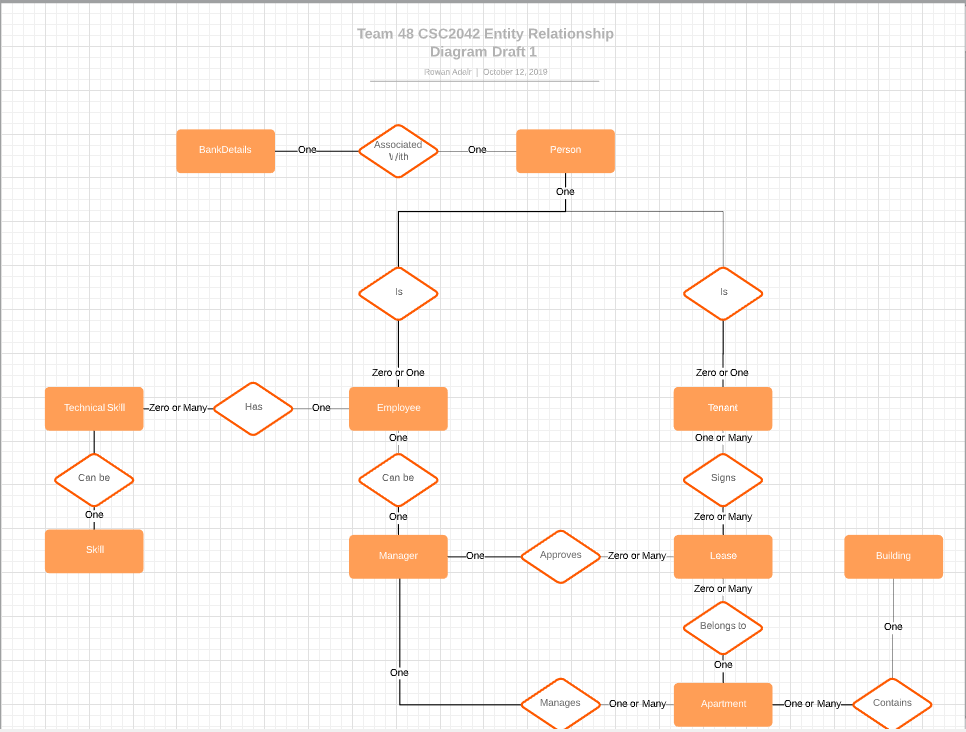 Team 48 CSC2042 Entity Relationship
Diagram Draft 1
Rowan Adair | October 12, 2019
BankDetails
One
Associated
With
One
Person
One
Is
Is
Zero or One
Zero or One
Technical Skill
Zero or Many
Has
One
Employee
Tenant
One
One or Many
Can be
Can be
Signs
One
One
Zero or Many
Skill
Manager
One
Approves
Zero or Many
Lease
Building
Zero or Many
Belongs to
One
One
One
Manages
One or Many
Apartment
One or Many
Contains